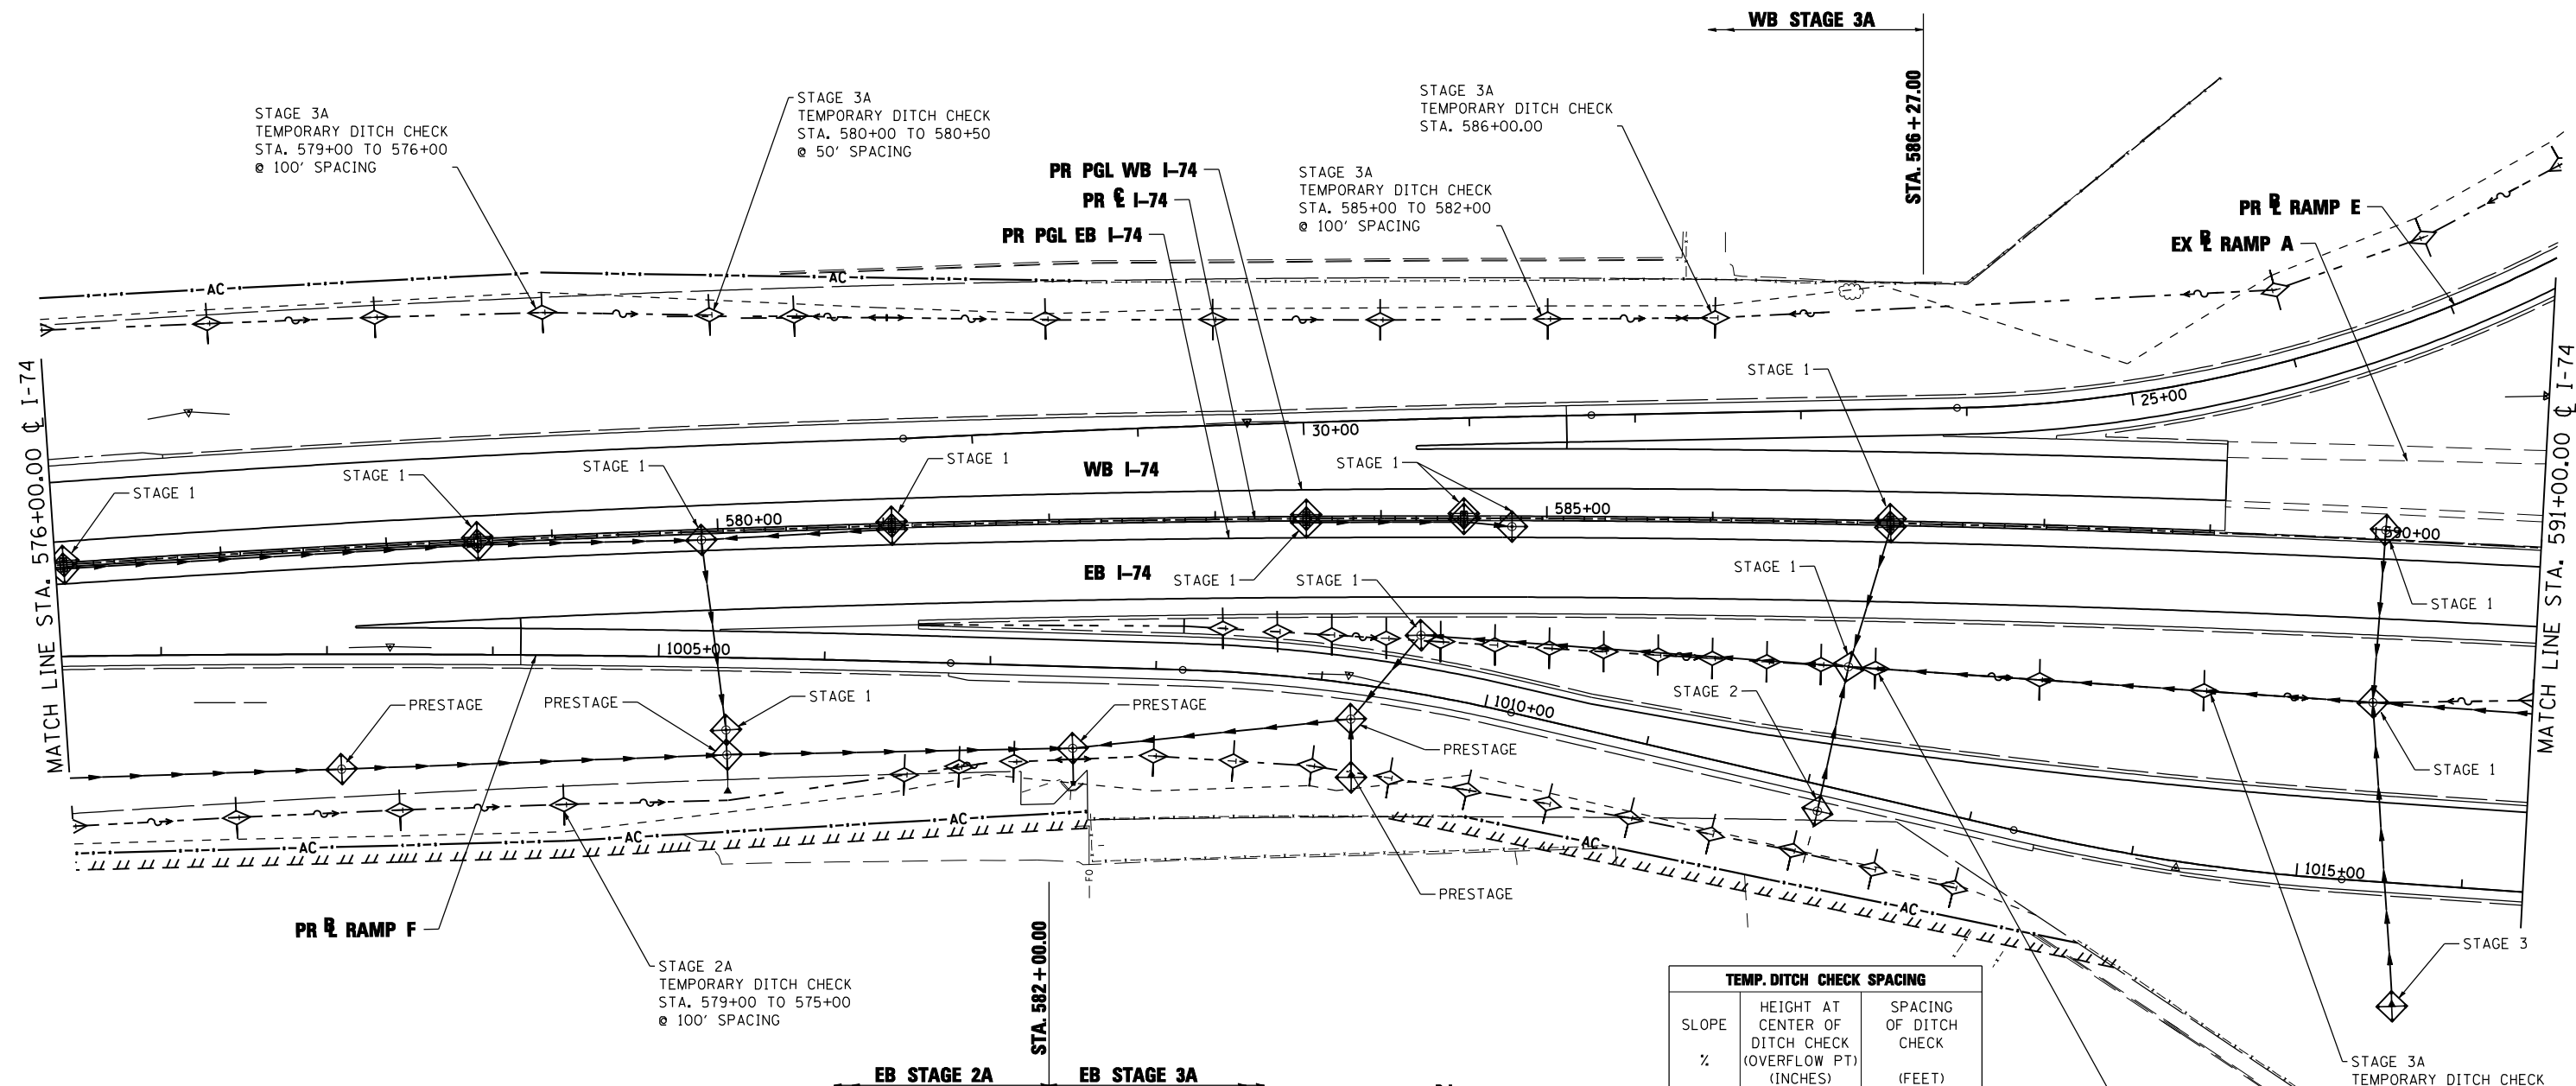 WB STAGE 3A
STA. 586+27.00
STAGE 3A
TEMPORARY DITCH CHECK
STA. 579+00 TO 576+00
@ 100' SPACING
STAGE 3A
TEMPORARY DITCH CHECK
STA. 580+00 TO 580+50
@ 50' SPACING
STAGE 3A
TEMPORARY DITCH CHECK
STA. 586+00.00
STAGE 3A
TEMPORARY DITCH CHECK
STA. 585+00 TO 582+00
@ 100' SPACING
PR PGL WB I-74
PR ℄ I-74
PR PGL EB I-74
PR BL RAMP E
EX BL RAMP A
AC
AC
MATCH LINE STA. 576+00.00 ℄ I-74
MATCH LINE STA. 591+00.00 ℄ I-74
STAGE 1
25+00
30+00
WB I-74
STAGE 1
STAGE 1
STAGE 1
STAGE 1
STAGE 1
580+00
585+00
590+00
EB I-74
STAGE 1
STAGE 1
STAGE 1
STAGE 1
1005+00
STAGE 2
1010+00
PRESTAGE
PRESTAGE
STAGE 1
PRESTAGE
PRESTAGE
STAGE 1
AC
AC
AC
AC
AC
FO
1015+00
PRESTAGE
PR BL RAMP F
STAGE 3
STAGE 2A
TEMPORARY DITCH CHECK
STA. 579+00 TO 575+00
@ 100' SPACING
STA. 582+00.00
EB STAGE 2A
EB STAGE 3A
TEMP. DITCH CHECK SPACING
SLOPE
%
HEIGHT AT
CENTER OF
DITCH CHECK
(OVERFLOW PT)
(INCHES)
SPACING
OF DITCH
CHECK
(FEET)
STAGE 3A
TEMPORARY DITCH CHECK